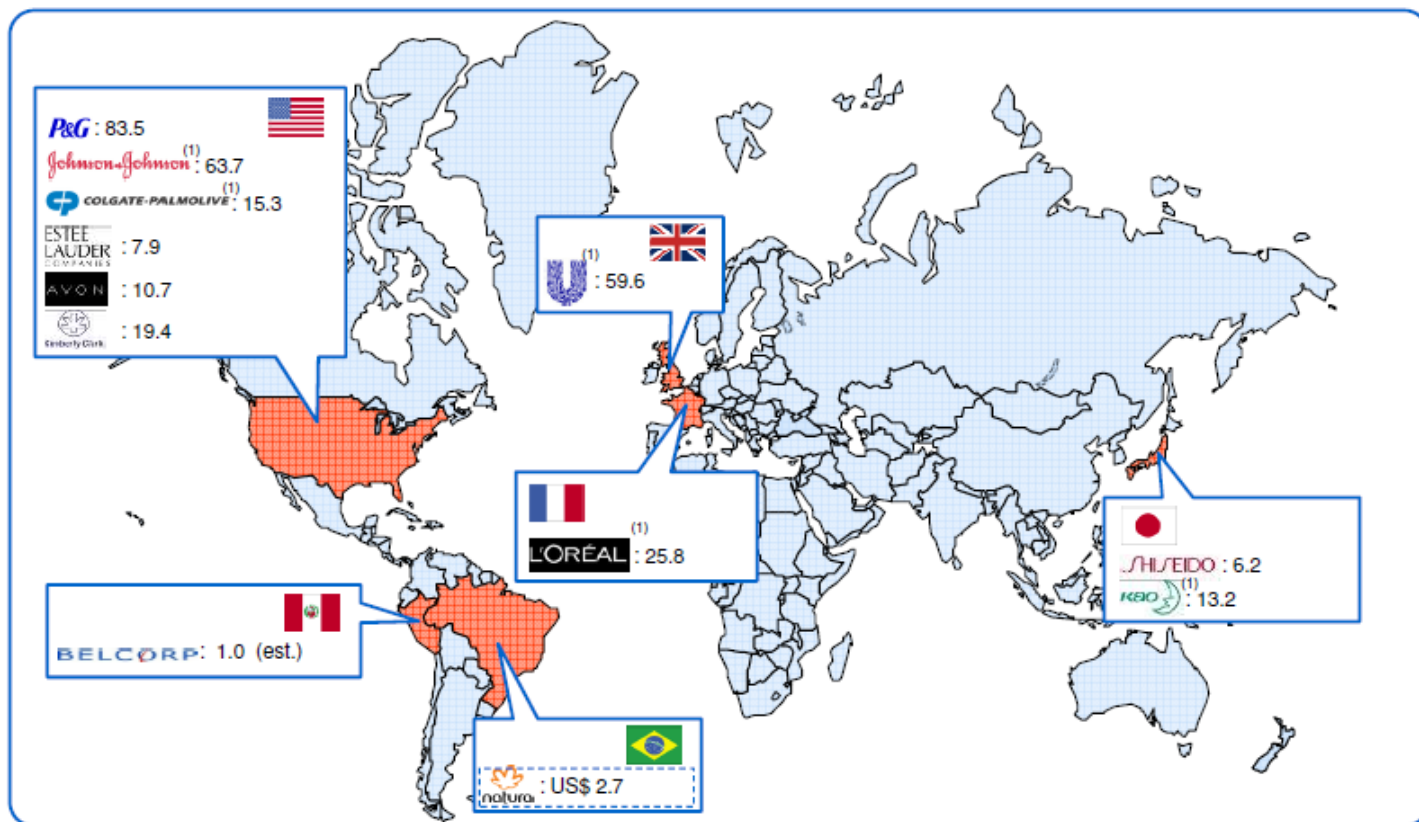 P&G : 83.5
Johnson & Johnson (1) : 63.7
COLGATE-PALMOLIVE (1) : 15.3
ESTEE
LAUDER : 7.9
COMPANIES
AVON : 10.7
Kimberly Clark : 19.4
U (1) : 59.6
L'ORÉAL (1) : 25.8
SHISEIDO : 6.2
Kao (1) : 13.2
BELCORP : 1.0 (est.)
natura : US$ 2.7